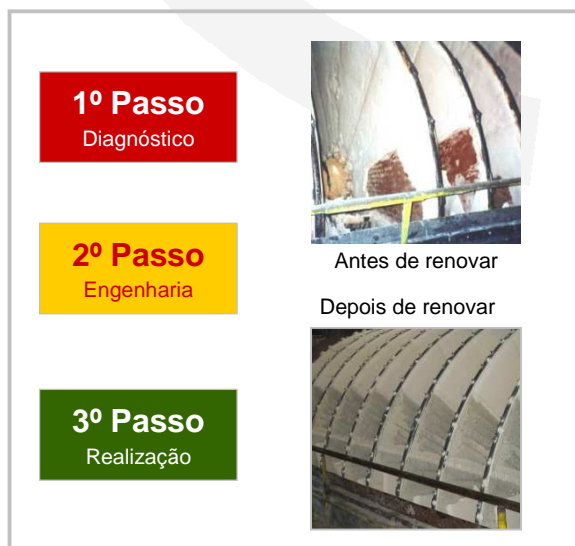 1º Passo
Diagnóstico
2º Passo
Engenharia
3º Passo
Realização
Antes de renovar
Depois de renovar